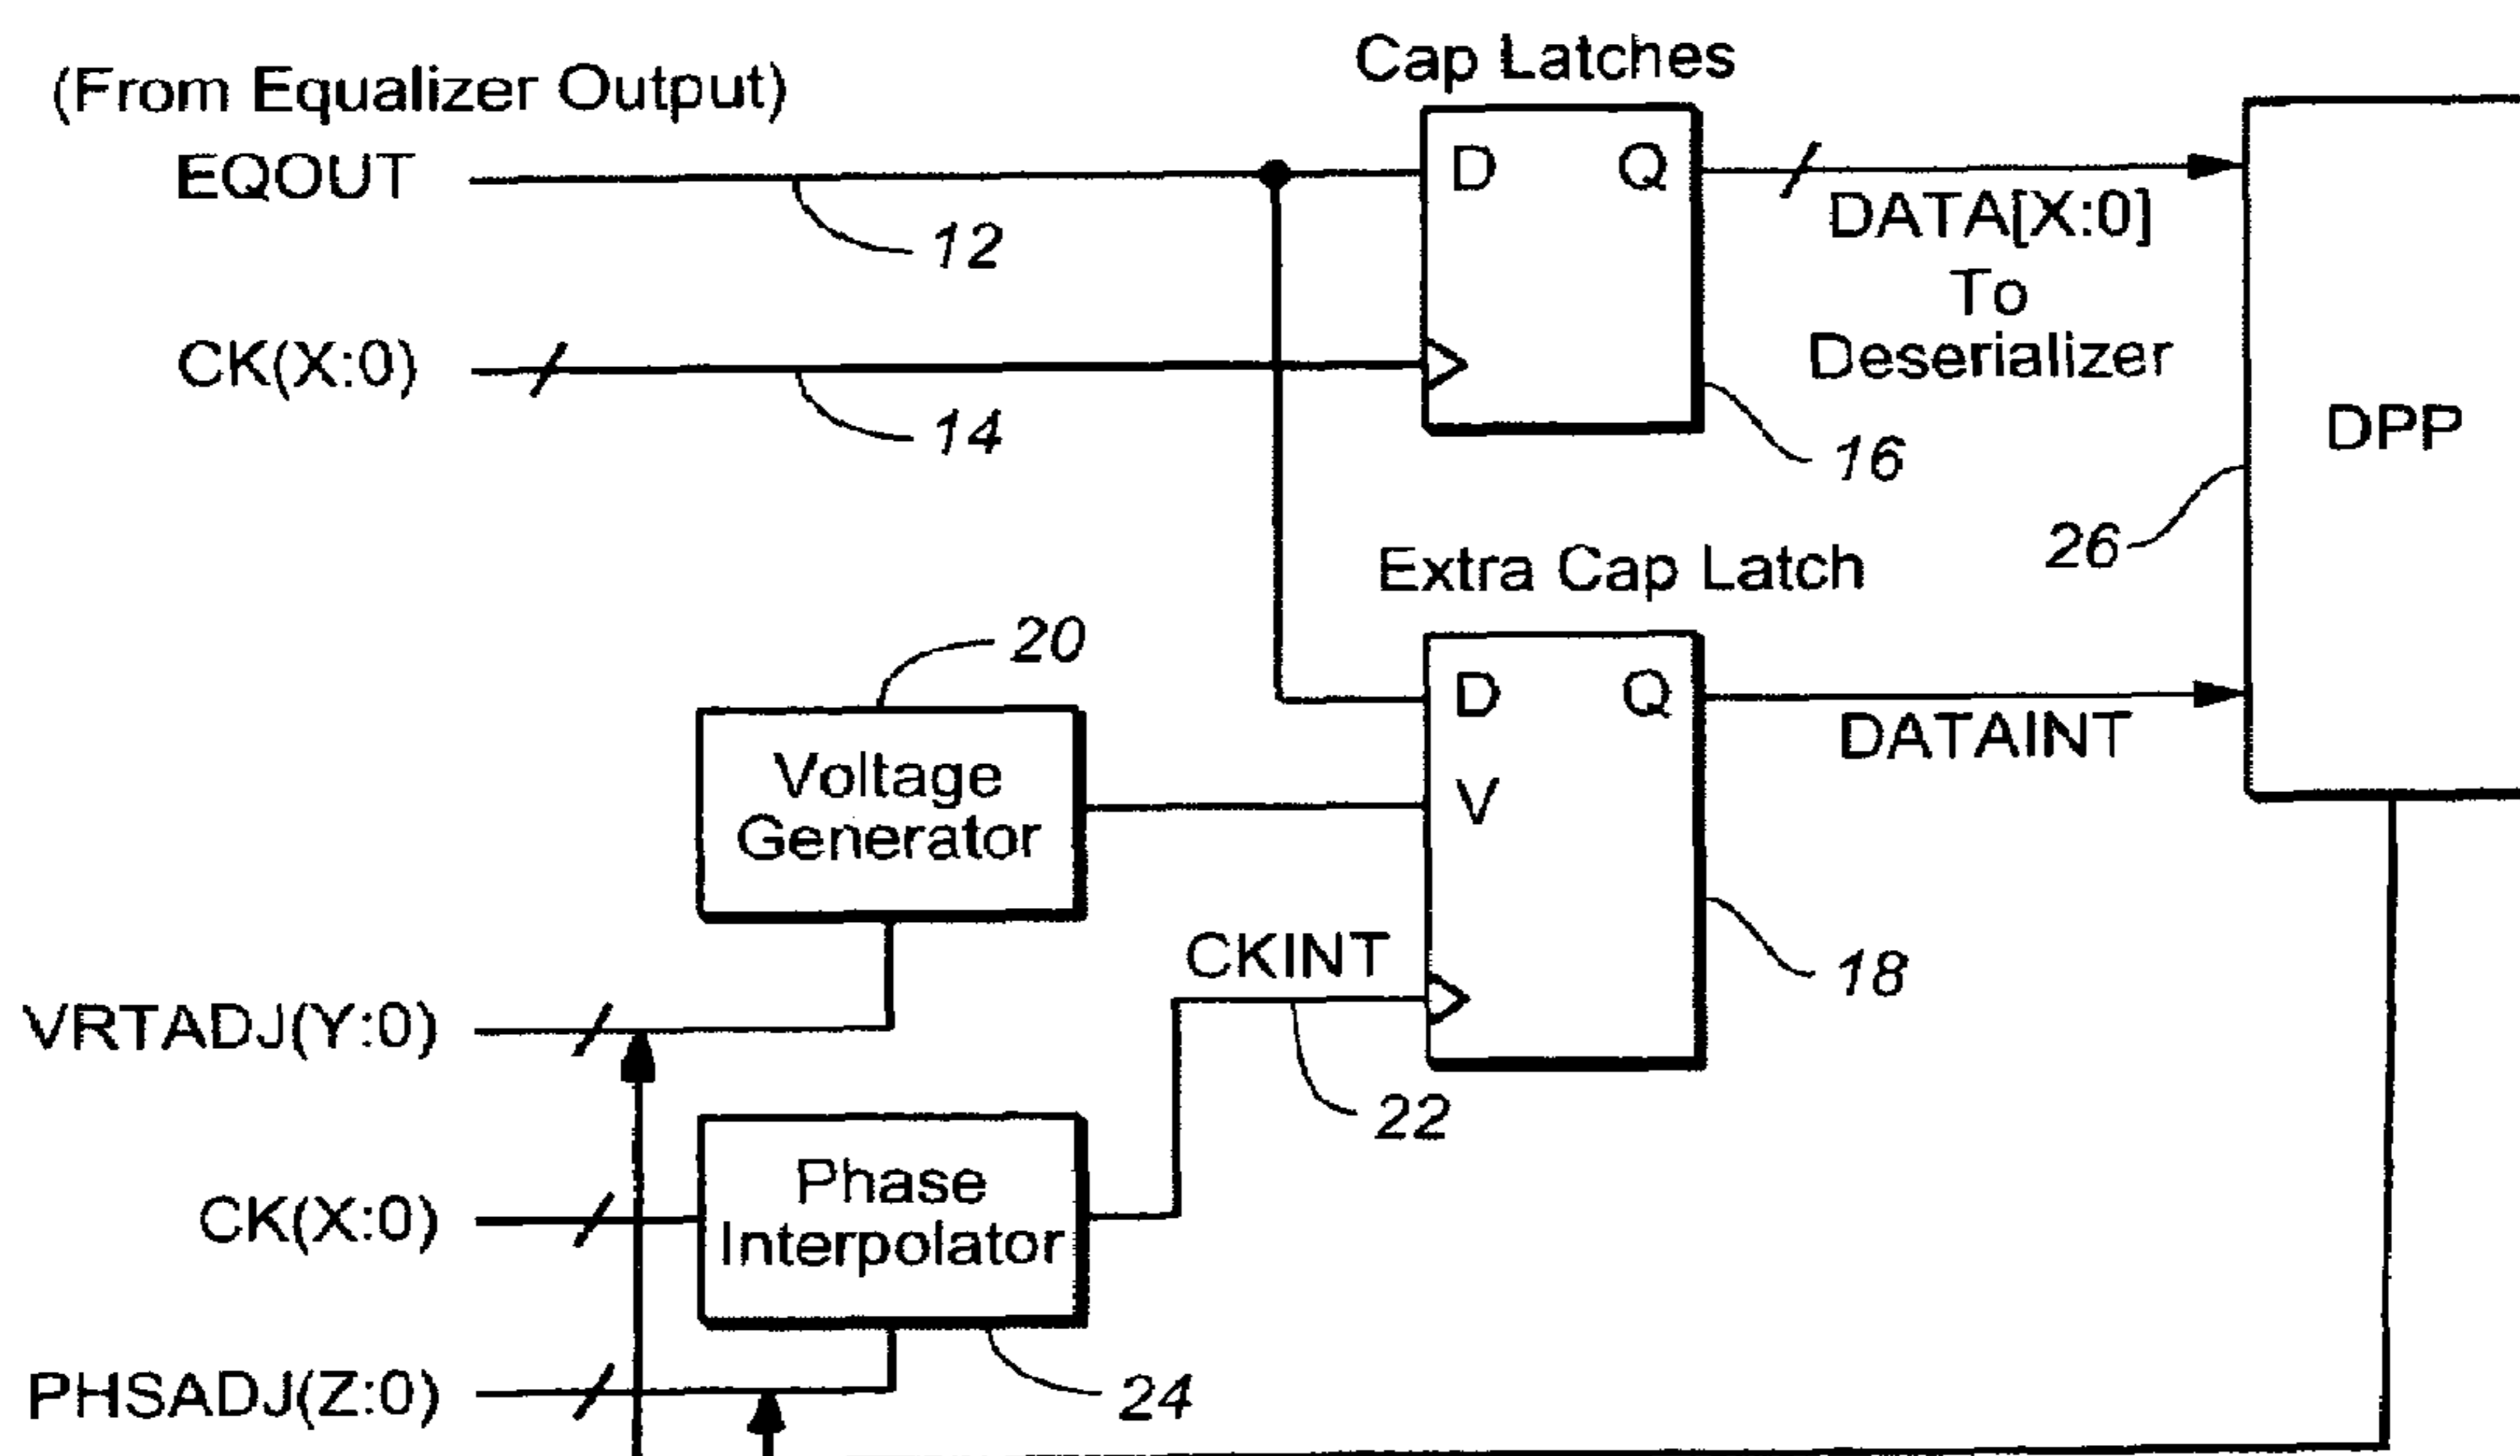 Cap Latches
(From Equalizer Output)
EQOUT
D Q
DATA[X:0]
To
Deserializer
12
CK(X:0)
14
16
DPP
26
Extra Cap Latch
20
D Q
V
DATAINT
Voltage
Generator
CKINT
18
VRTADJ(Y:0)
22
Phase
Interpolator
CK(X:0)
PHSADJ(Z:0)
24